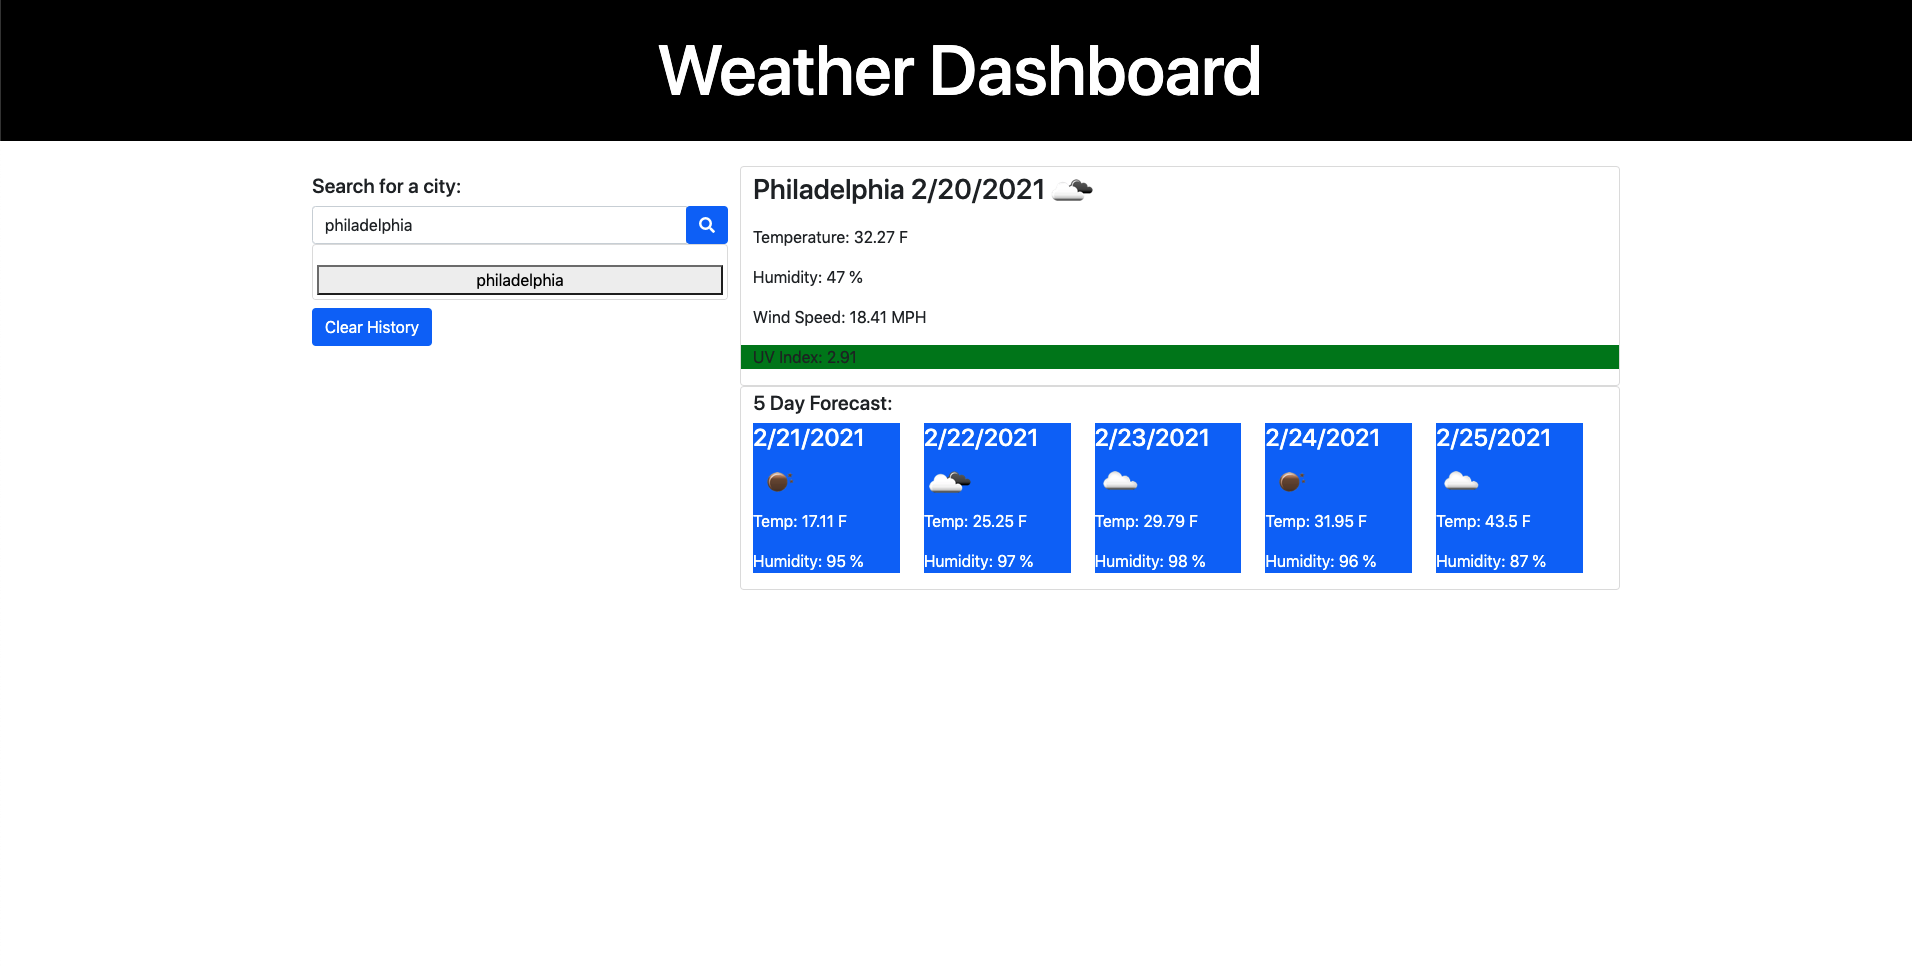 Weather Dashboard
Search for a city:
philadelphia
philadelphia
Clear History
Philadelphia 2/20/2021
Temperature: 32.27 F
Humidity: 47 %
Wind Speed: 18.41 MPH
UV Index: 2.91
5 Day Forecast:
2/21/2021
Temp: 17.11 F
Humidity: 95 %
2/22/2021
Temp: 25.25 F
Humidity: 97 %
2/23/2021
Temp: 29.79 F
Humidity: 98 %
2/24/2021
Temp: 31.95 F
Humidity: 96 %
2/25/2021
Temp: 43.5 F
Humidity: 87 %